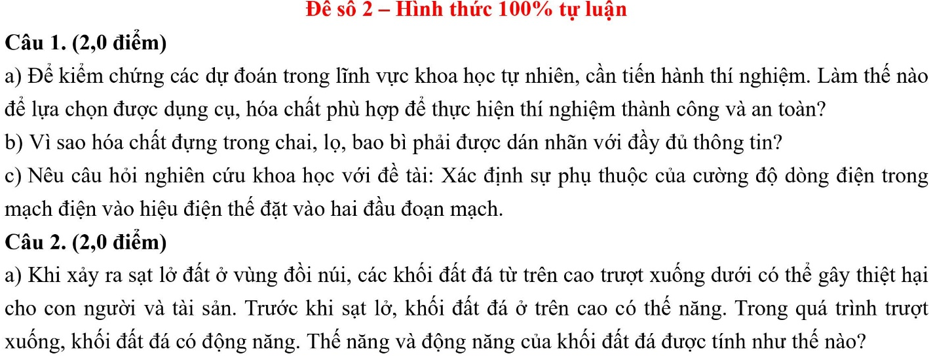 Đề số 2 – Hình thức 100% tự luận
Câu 1. (2,0 điểm)
a) Để kiểm chứng các dự đoán trong lĩnh vực khoa học tự nhiên, cần tiến hành thí nghiệm. Làm thế nào
để lựa chọn được dụng cụ, hóa chất phù hợp để thực hiện thí nghiệm thành công và an toàn?
b) Vì sao hóa chất đựng trong chai, lọ, bao bì phải được dán nhãn với đầy đủ thông tin?
c) Nêu câu hỏi nghiên cứu khoa học với đề tài: Xác định sự phụ thuộc của cường độ dòng điện trong
mạch điện vào hiệu điện thế đặt vào hai đầu đoạn mạch.
Câu 2. (2,0 điểm)
a) Khi xảy ra sạt lở đất ở vùng đồi núi, các khối đất đá từ trên cao trượt xuống dưới có thể gây thiệt hại
cho con người và tài sản. Trước khi sạt lở, khối đất đá ở trên cao có thế năng. Trong quá trình trượt
xuống, khối đất đá có động năng. Thế năng và động năng của khối đất đá được tính như thế nào?